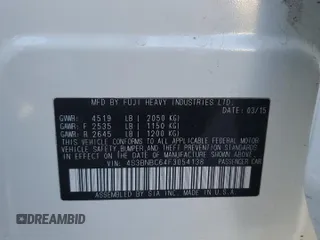 MFG. BY FUJI HEAVY INDUSTRIES LTD. DATE: 03/15
GVWR: 4519 LB ( 2050 KG)
GAWR: F 2535 LB ( 1150 KG)
GAWR: R 2645 LB ( 1200 KG)
THIS VEHICLE CONFORMS TO ALL APPLICABLE FEDERAL MOTOR
VEHICLE SAFETY, BUMPER, AND THEFT PREVENTION STANDARDS
IN EFFECT ON THE DATE OF MANUFACTURE SHOWN ABOVE.
VIN: 4S3BNBC64F3054138 PASSENGER CAR
ASSEMBLED BY SIA INC. MADE IN U.S.A.
DREAMBID